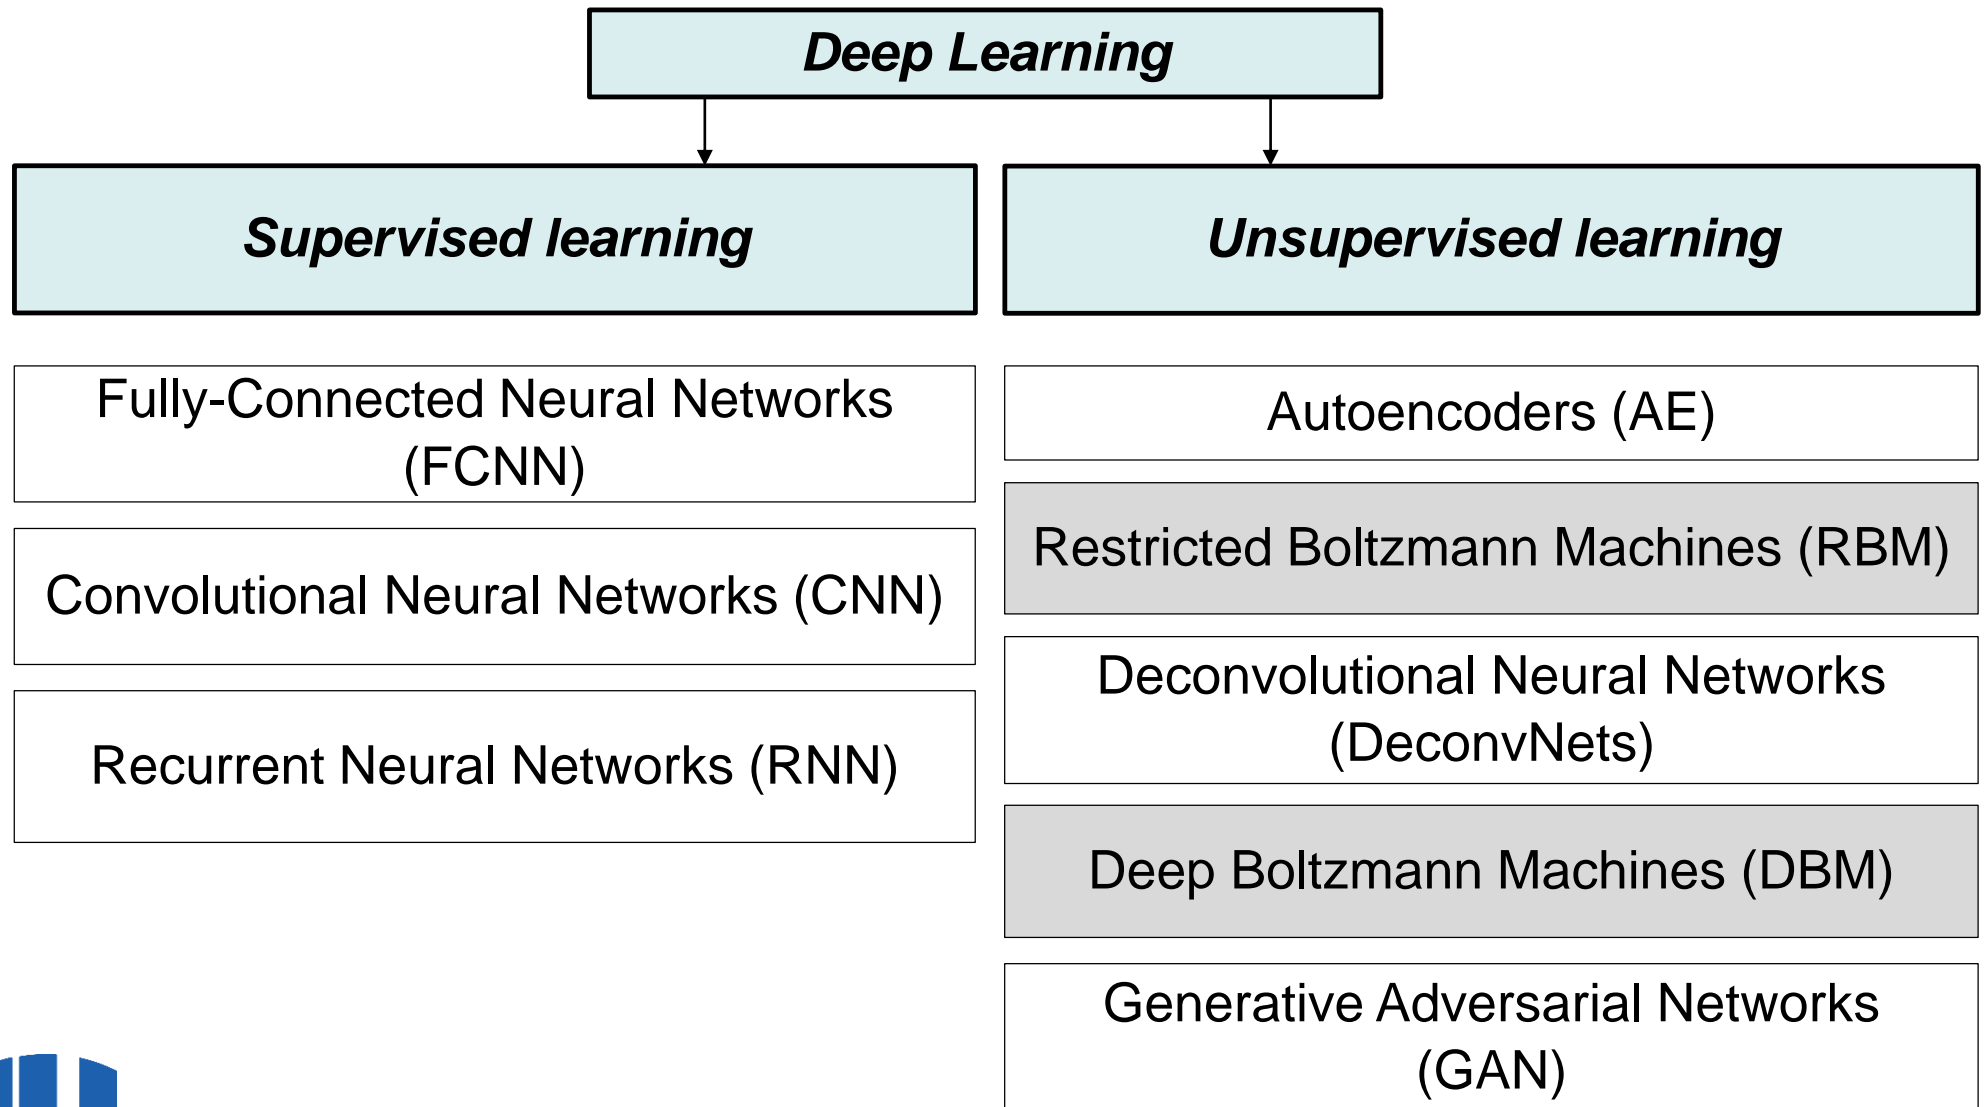 Deep Learning
Supervised learning
Unsupervised learning
Fully-Connected Neural Networks
(FCNN)
Convolutional Neural Networks (CNN)
Recurrent Neural Networks (RNN)
Autoencoders (AE)
Restricted Boltzmann Machines (RBM)
Deconvolutional Neural Networks
(DeconvNets)
Deep Boltzmann Machines (DBM)
Generative Adversarial Networks
(GAN)